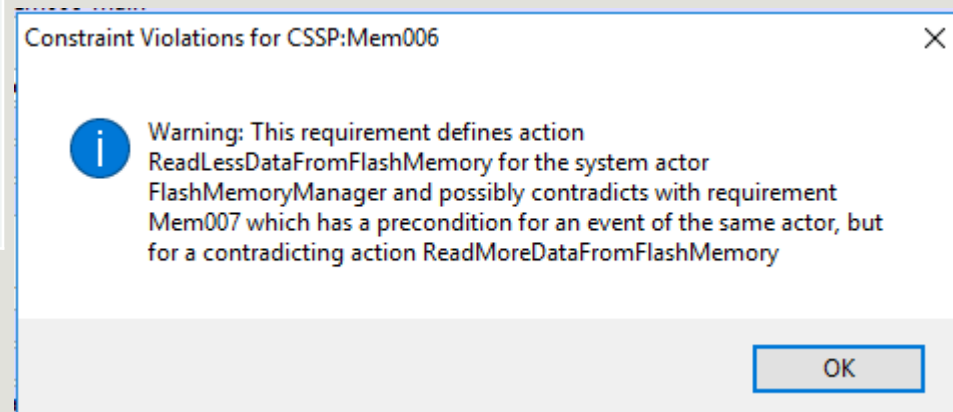 Constraint Violations for CSSP:Mem006
Warning: This requirement defines action
ReadLessDataFromFlashMemory for the system actor
FlashMemoryManager and possibly contradicts with requirement
Mem007 which has a precondition for an event of the same actor, but
for a contradicting action ReadMoreDataFromFlashMemory
OK